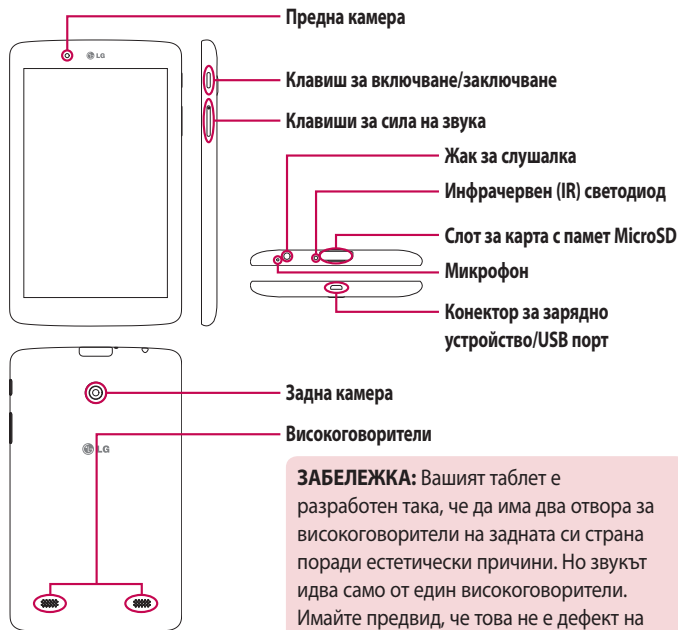 Предна камера
LG
Клавиш за включване/заключване
Клавиши за сила на звука
Жак за слушалка
Инфрачервен (IR) светодиод
Слот за карта с памет MicroSD
Микрофон
Конектор за зарядно
устройство/USB порт
Задна камера
Високоговорители
LG
ЗАБЕЛЕЖКА: Вашият таблет е
разработен така, че да има два отвора за
високоговорители на задната си страна
поради естетически причини. Но звукът
идва само от един високоговорители.
Имайте предвид, че това не е дефект на